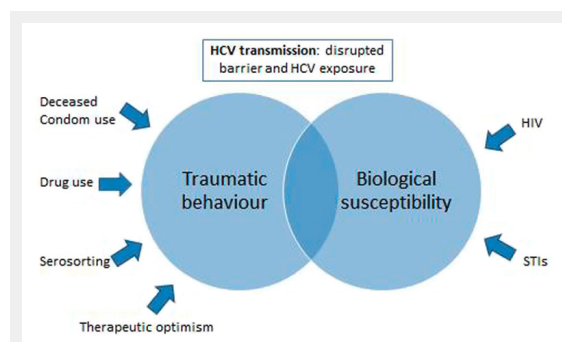 HCV transmission: disrupted
barrier and HCV exposure
Deceased
Condom use
Drug use
Serosorting
Therapeutic optimism
Traumatic
behaviour
Biological
susceptibility
HIV
STIs